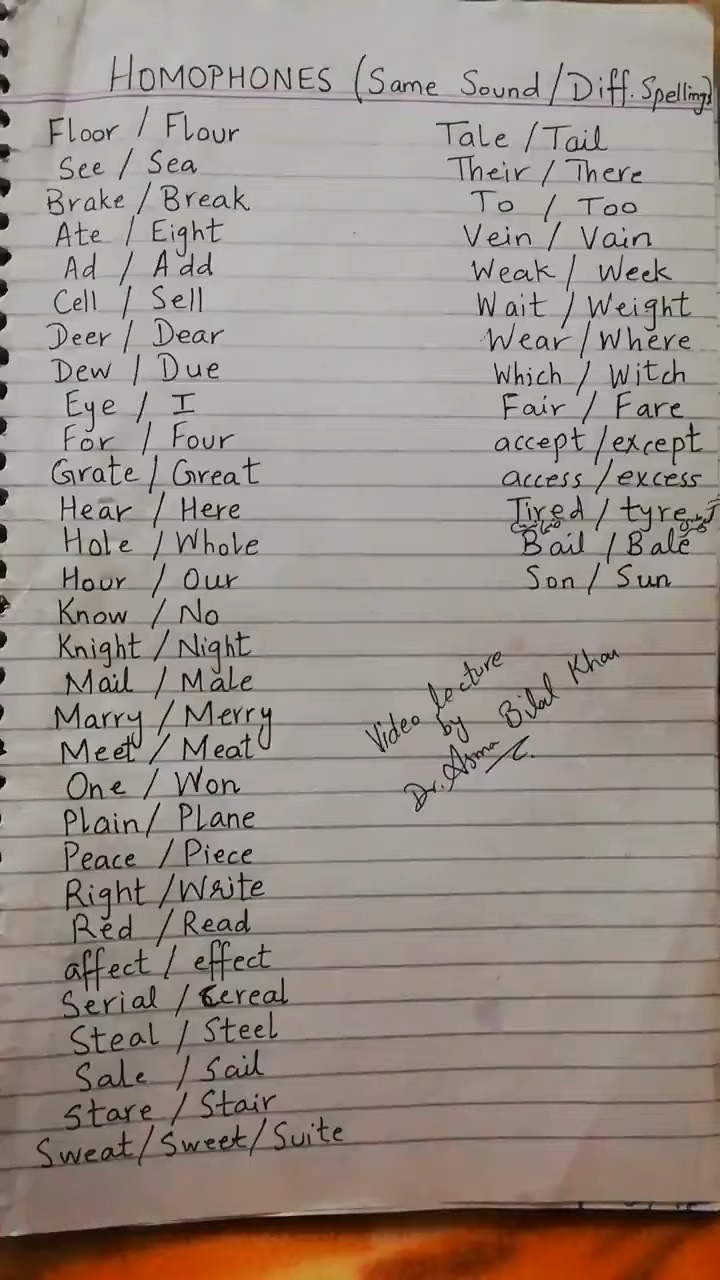 HOMOPHONES (Same Sound/Diff. Spelling)
Floor / Flour
See / Sea
Brake / Break
Ate / Eight
Ad / Add
Cell / Sell
Deer / Dear
Dew / Due
Eye / I
For / Four
Grate / Great
Hear / Here
Hole / Whole
Hour / Our
Know / No
Knight / Night
Mail / Male
Marry / Merry
Meet / Meat
One / Won
Plain / PLane
Peace / Piece
Right / Write
Red / Read
affect / effect
Serial / Cereal
Steal / Steel
Sale / Sail
Stare / Stair
Sweat/Sweet/Suite
Tale / Tail
Their / There
To / Too
Vein / Vain
Weak / Week
Wait / Weight
Wear / Where
Which / Witch
Fair / Fare
accept / except
access / excess
Tired / tyre
Bail / Bale
Son / Sun
Video lecture
by
Dr. Asma Bilal Khan